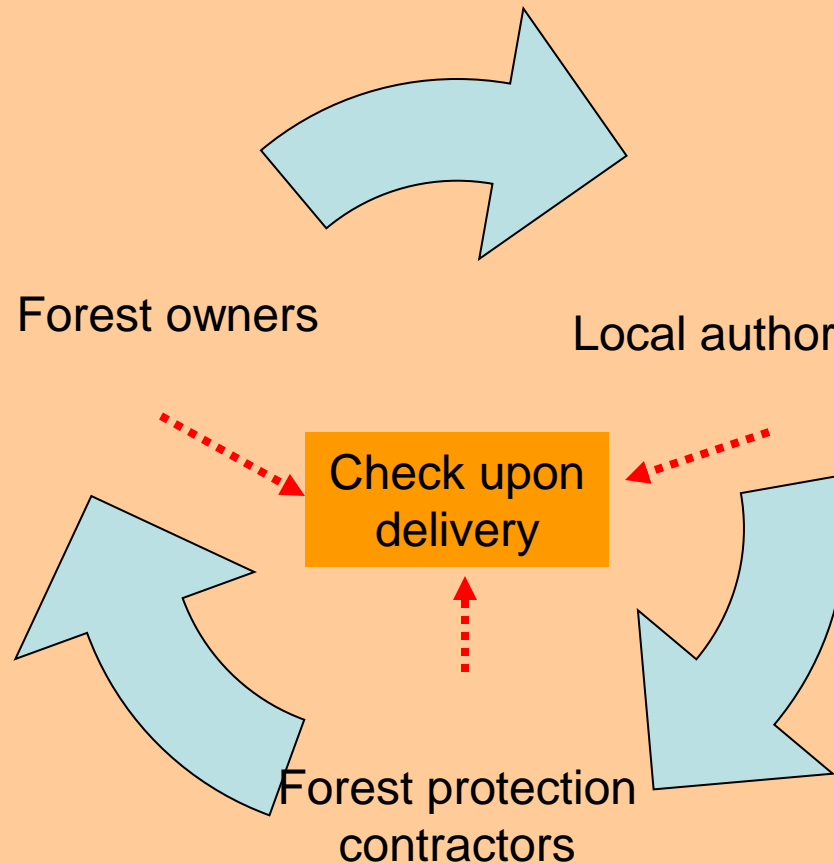 Forest owners
Local author
Check upon
delivery
Forest protection
contractors